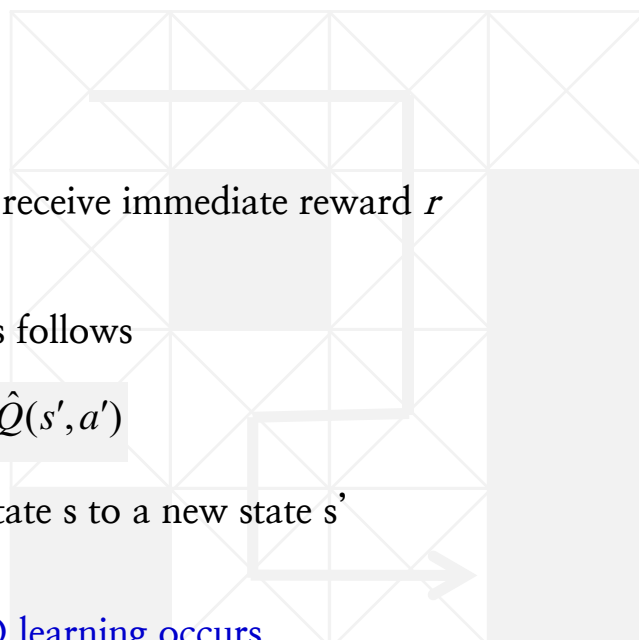 receive immediate reward r
s follows
Q̂(s′, a′)
tate s to a new state s’
learning occurs